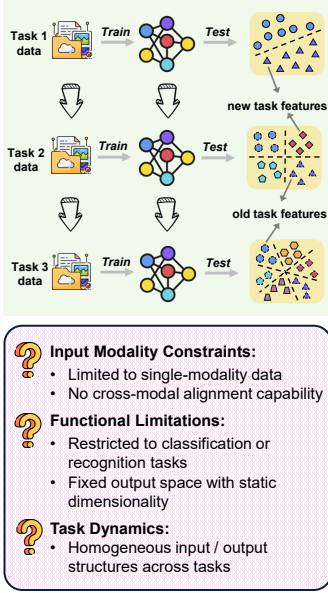 Task 1
data
Train
Test
new task features
Task 2
data
Train
Test
old task features
Task 3
data
Train
Test
Input Modality Constraints:
• Limited to single-modality data
• No cross-modal alignment capability
Functional Limitations:
• Restricted to classification or
recognition tasks
• Fixed output space with static
dimensionality
Task Dynamics:
• Homogeneous input / output
structures across tasks